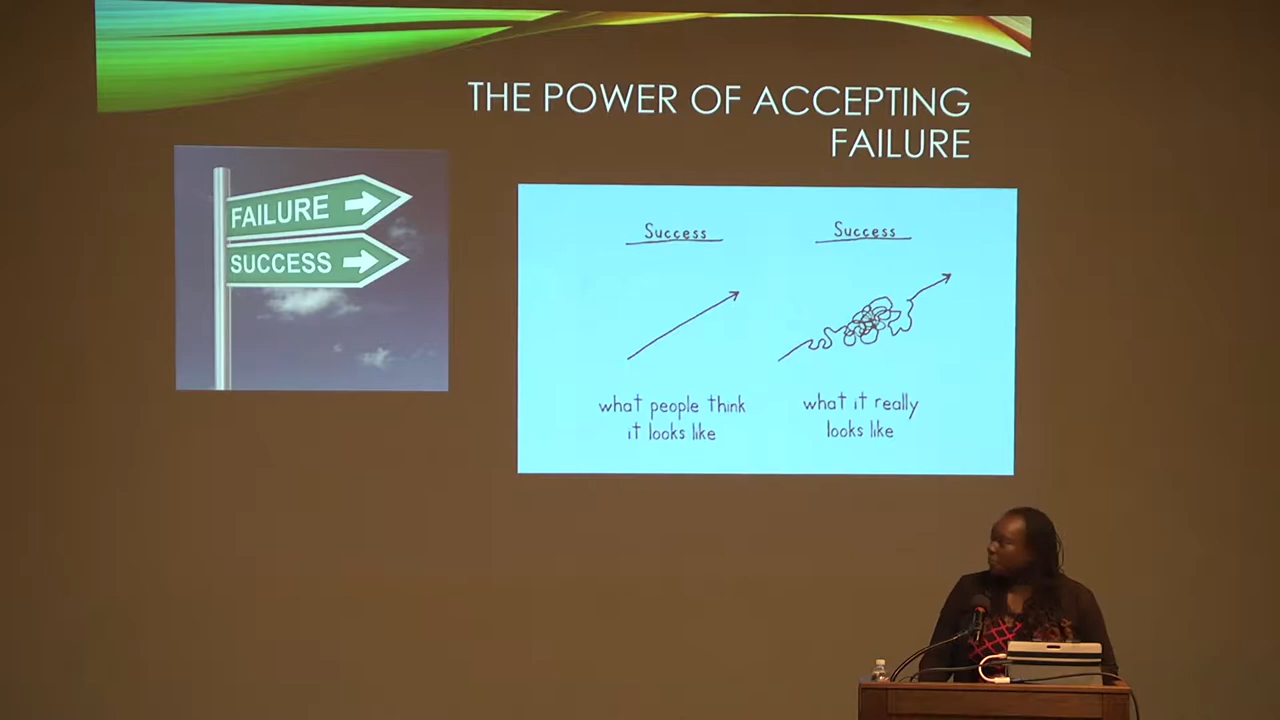 THE POWER OF ACCEPTING
FAILURE
FAILURE
SUCCESS
Success
Success
what people think
it looks like
what it really
looks like